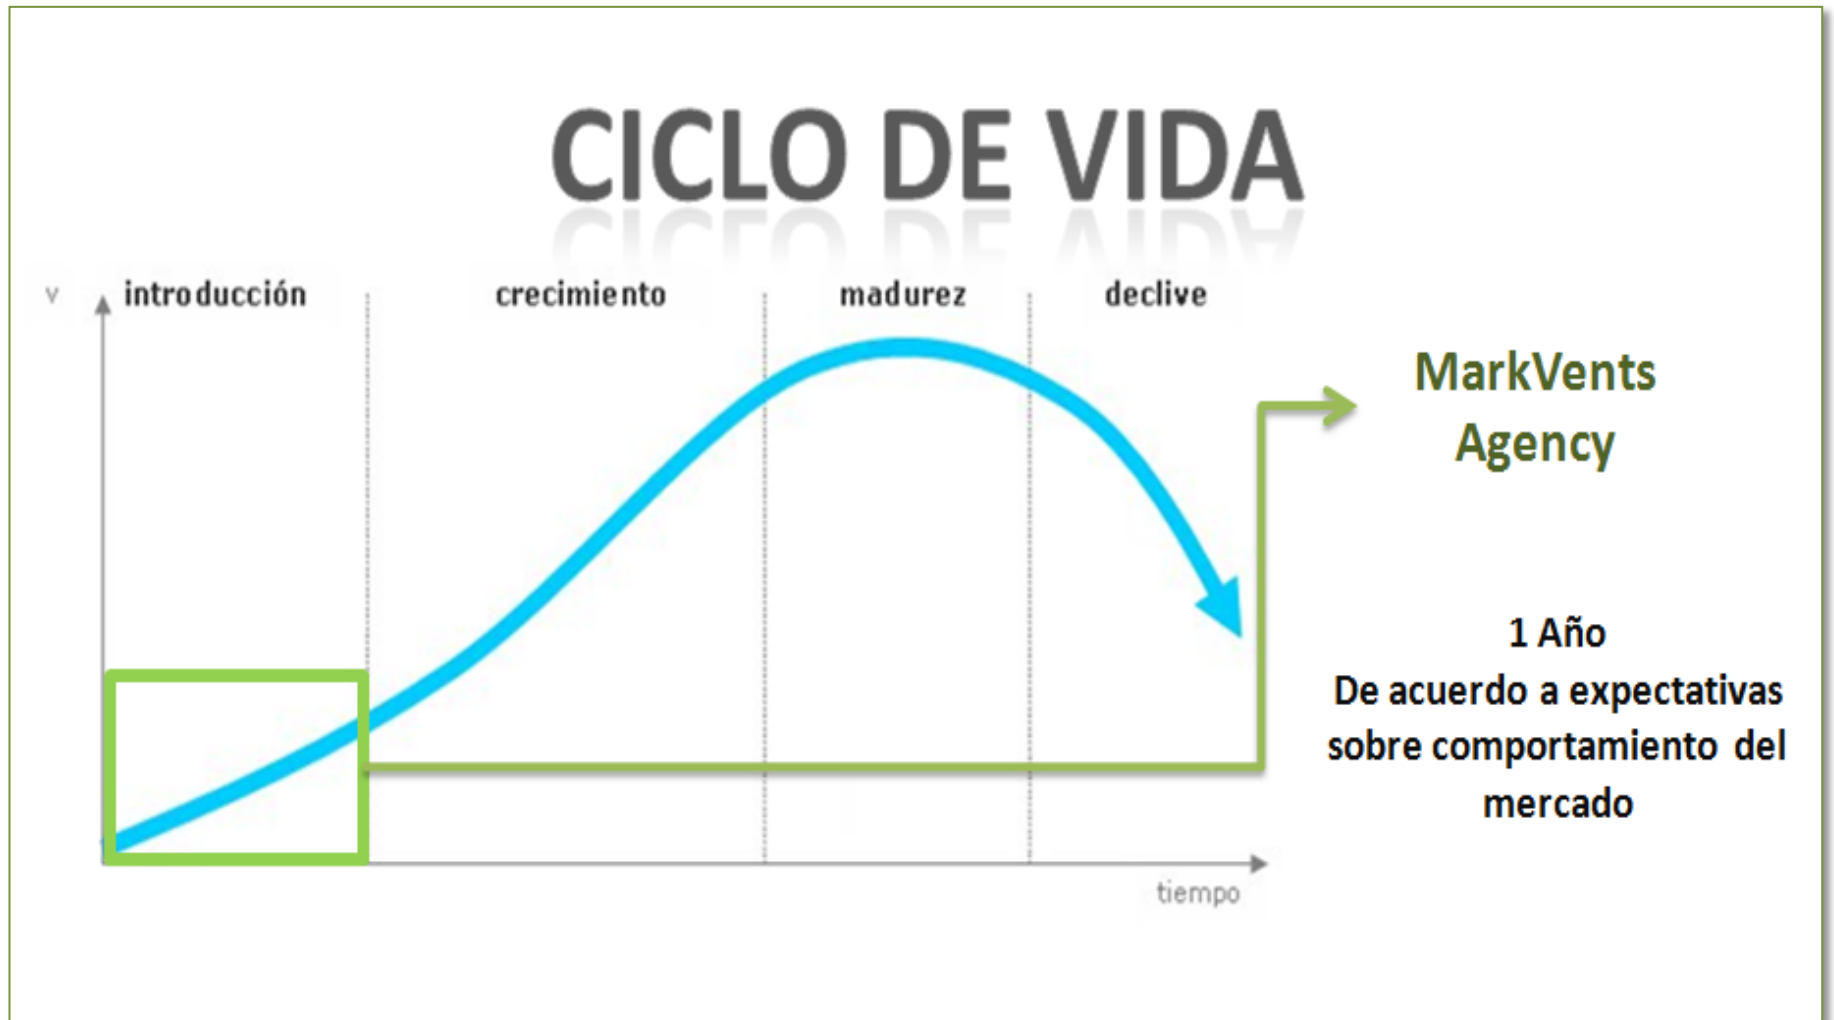 CICLO DE VIDA
v
introducción
crecimiento
madurez
declive
MarkVents
Agency
1 Año
De acuerdo a expectativas
sobre comportamiento del
mercado
tiempo